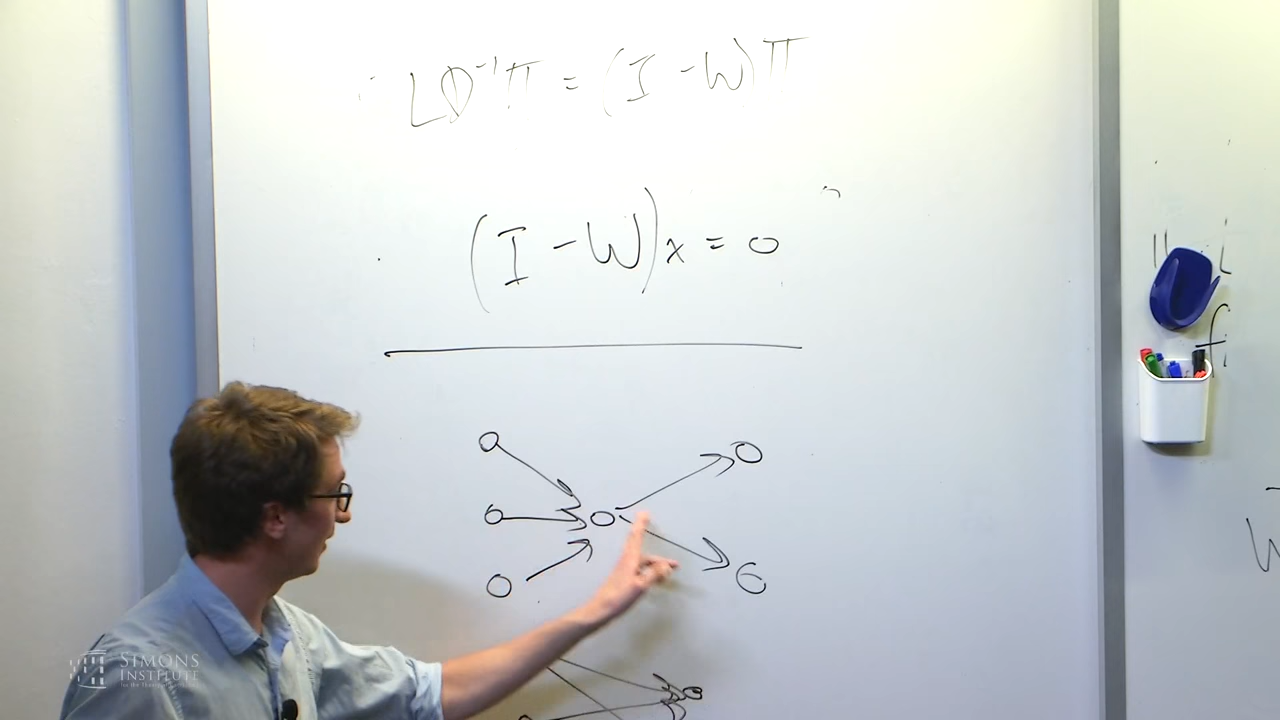 LD⁻¹π = (I - W)π
(I - W)x = 0
SIMONS
INSTITUTE